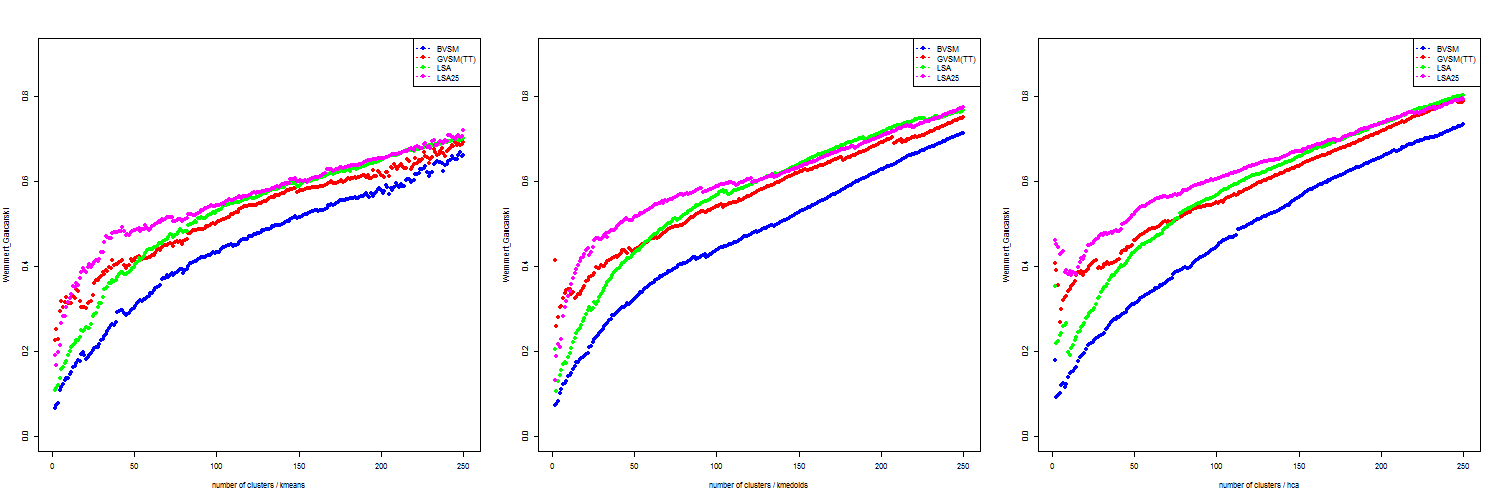 BVSM
GVSM(TT)
LSA
LSA25
0.0 0.2 0.4 0.6 0.8
Wemmert_Gancarski
0 50 100 150 200 250
number of clusters / kmeans
BVSM
GVSM(TT)
LSA
LSA25
0.0 0.2 0.4 0.6 0.8
Wemmert_Gancarski
0 50 100 150 200 250
number of clusters / kmedoids
BVSM
GVSM(TT)
LSA
LSA25
0.0 0.2 0.4 0.6 0.8
Wemmert_Gancarski
0 50 100 150 200 250
number of clusters / hca